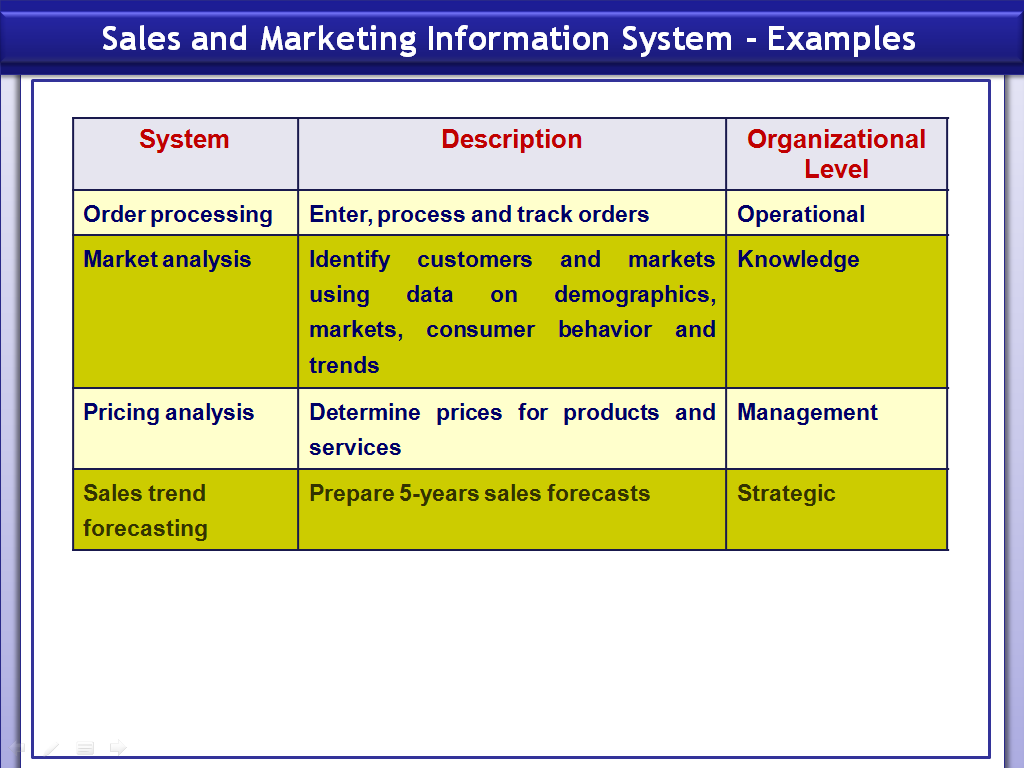 Sales and Marketing Information System - Examples
System
Description
Organizational
Level
Order processing
Enter, process and track orders
Operational
Market analysis
Identify customers and markets
using data on demographics,
markets, consumer behavior and
trends
Knowledge
Pricing analysis
Determine prices for products and
services
Management
Sales trend
forecasting
Prepare 5-years sales forecasts
Strategic